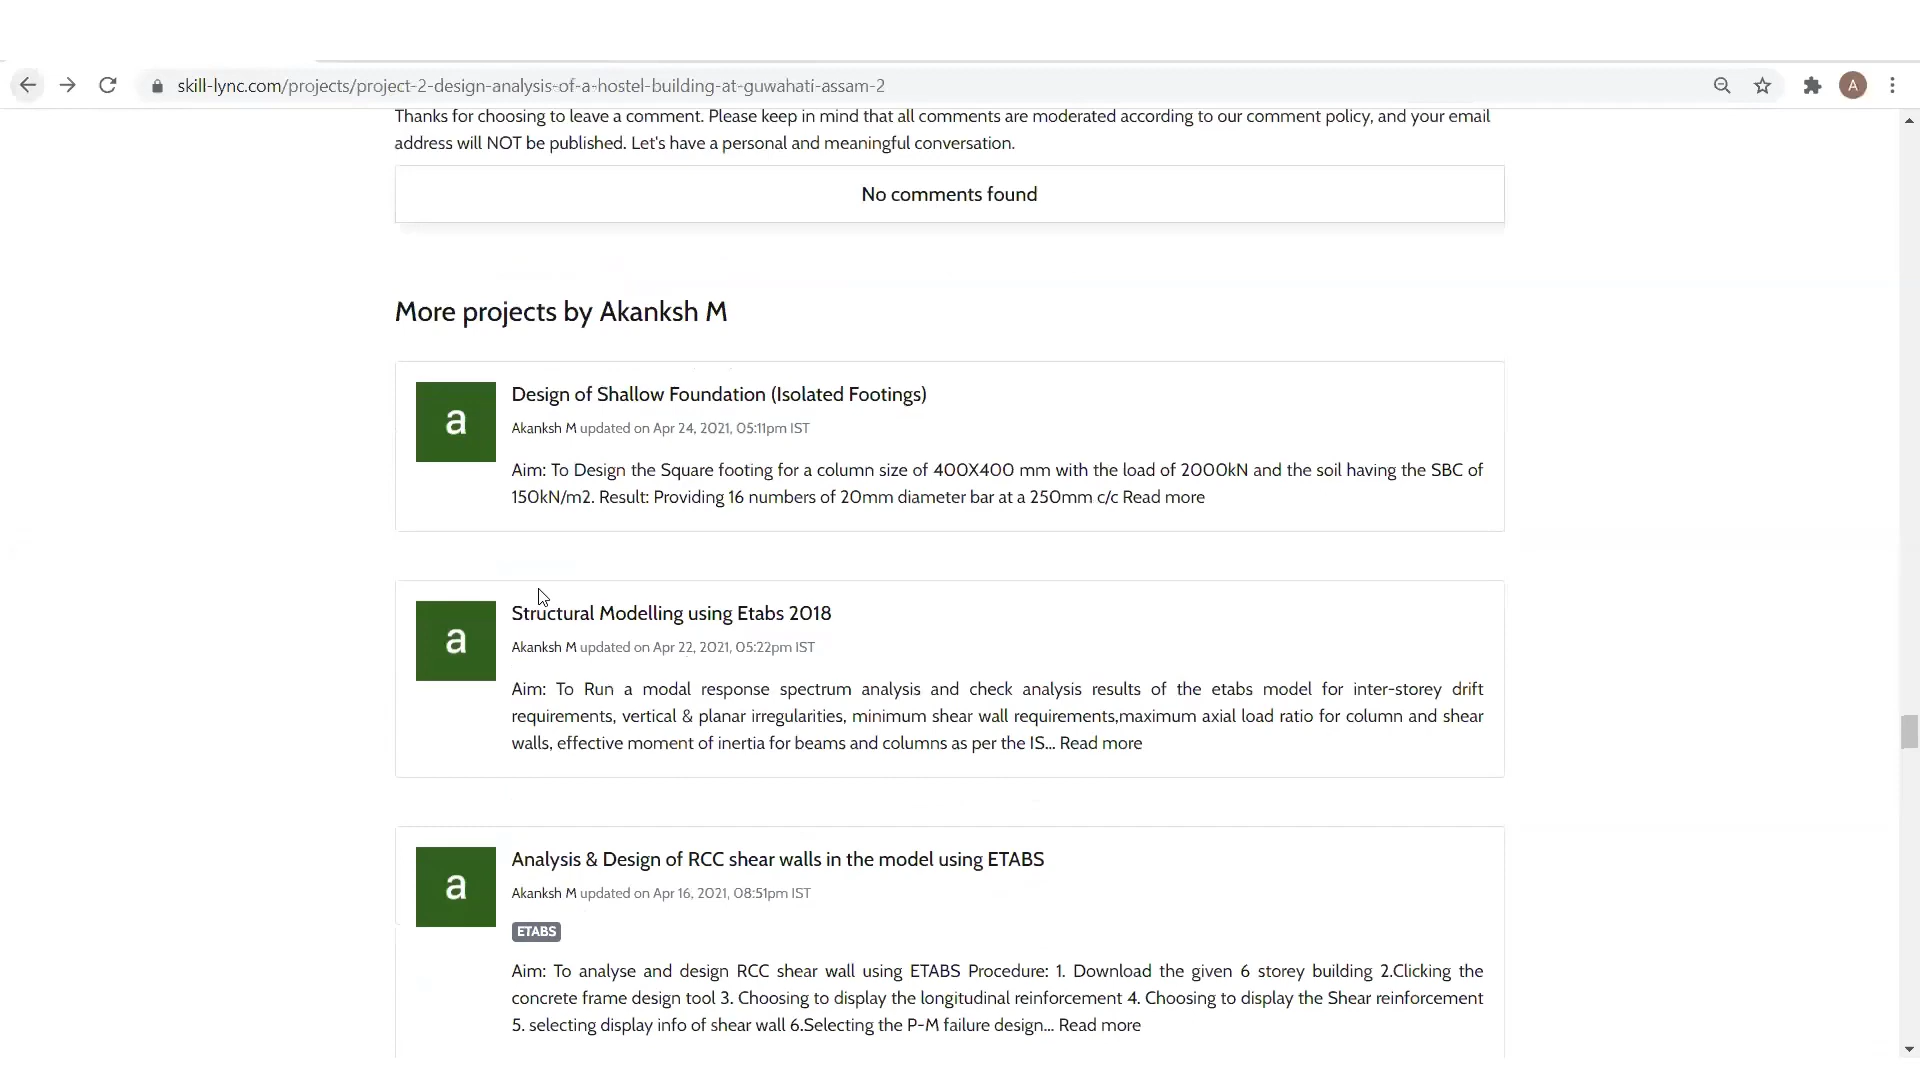 skill-lync.com/projects/project-2-design-analysis-of-a-hostel-building-at-guwahati-assam-2
A
Thanks for choosing to leave a comment. Please keep in mind that all comments are moderated according to our comment policy, and your email
address will NOT be published. Let's have a personal and meaningful conversation.
No comments found
More projects by Akanksh M
a
Design of Shallow Foundation (Isolated Footings)
Akanksh M updated on Apr 24, 2021, 05:11pm IST
Aim: To Design the Square footing for a column size of 400X400 mm with the load of 2000kN and the soil having the SBC of
150kN/m2. Result: Providing 16 numbers of 20mm diameter bar at a 250mm c/c Read more
a
Structural Modelling using Etabs 2018
Akanksh M updated on Apr 22, 2021, 05:22pm IST
Aim: To Run a modal response spectrum analysis and check analysis results of the etabs model for inter-storey drift
requirements, vertical & planar irregularities, minimum shear wall requirements,maximum axial load ratio for column and shear
walls, effective moment of inertia for beams and columns as per the IS... Read more
a
Analysis & Design of RCC shear walls in the model using ETABS
Akanksh M updated on Apr 16, 2021, 08:51pm IST
ETABS
Aim: To analyse and design RCC shear wall using ETABS Procedure: 1. Download the given 6 storey building 2.Clicking the
concrete frame design tool 3. Choosing to display the longitudinal reinforcement 4. Choosing to display the Shear reinforcement
5. selecting display info of shear wall 6.Selecting the P-M failure design... Read more